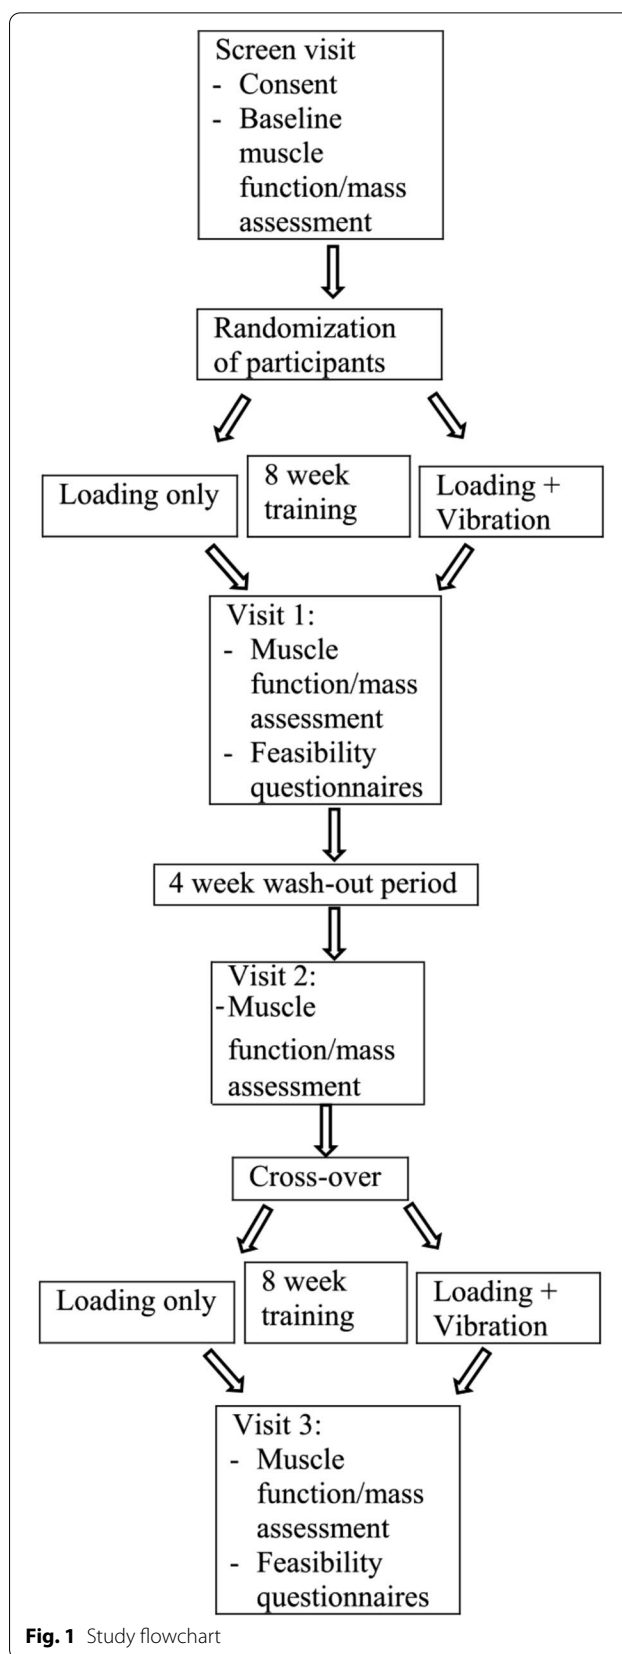 Screen visit
- Consent
- Baseline
muscle
function/mass
assessment
Randomization
of participants
Loading only
8 week
training
Loading +
Vibration
Visit 1:
- Muscle
function/mass
assessment
- Feasibility
questionnaires
4 week wash-out period
Visit 2:
-Muscle
function/mass
assessment
Cross-over
Loading only
8 week
training
Loading +
Vibration
Visit 3:
- Muscle
function/mass
assessment
- Feasibility
questionnaires
Fig. 1 Study flowchart